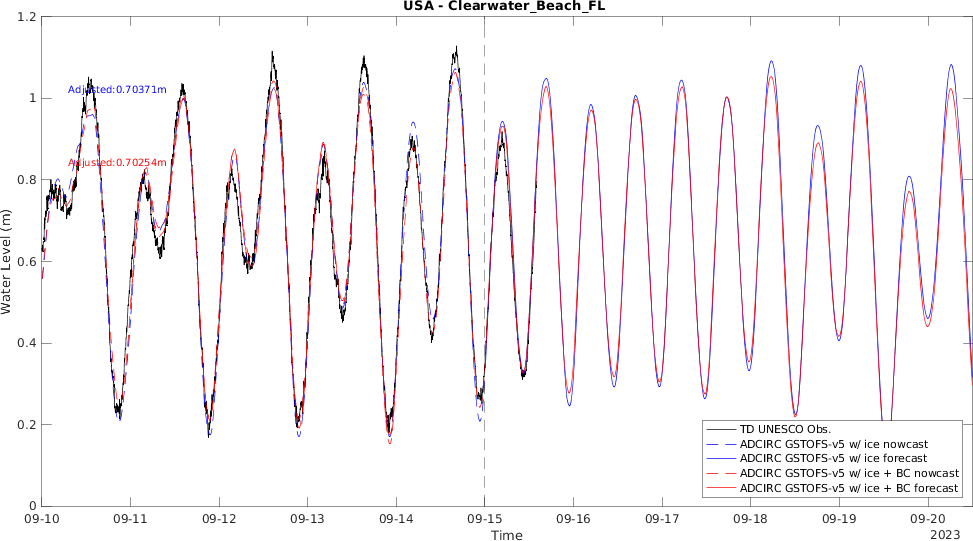 USA - Clearwater_Beach_FL
Water Level (m)
1.2
1
0.8
0.6
0.4
0.2
0
Adjusted:0.70371m
Adjusted:0.70254m
TD UNESCO Obs.
ADCIRC GSTOFS-v5 w/ ice nowcast
ADCIRC GSTOFS-v5 w/ ice forecast
ADCIRC GSTOFS-v5 w/ ice + BC nowcast
ADCIRC GSTOFS-v5 w/ ice + BC forecast
09-10 09-11 09-12 09-13 09-14 09-15 09-16 09-17 09-18 09-19 09-20
Time
2023